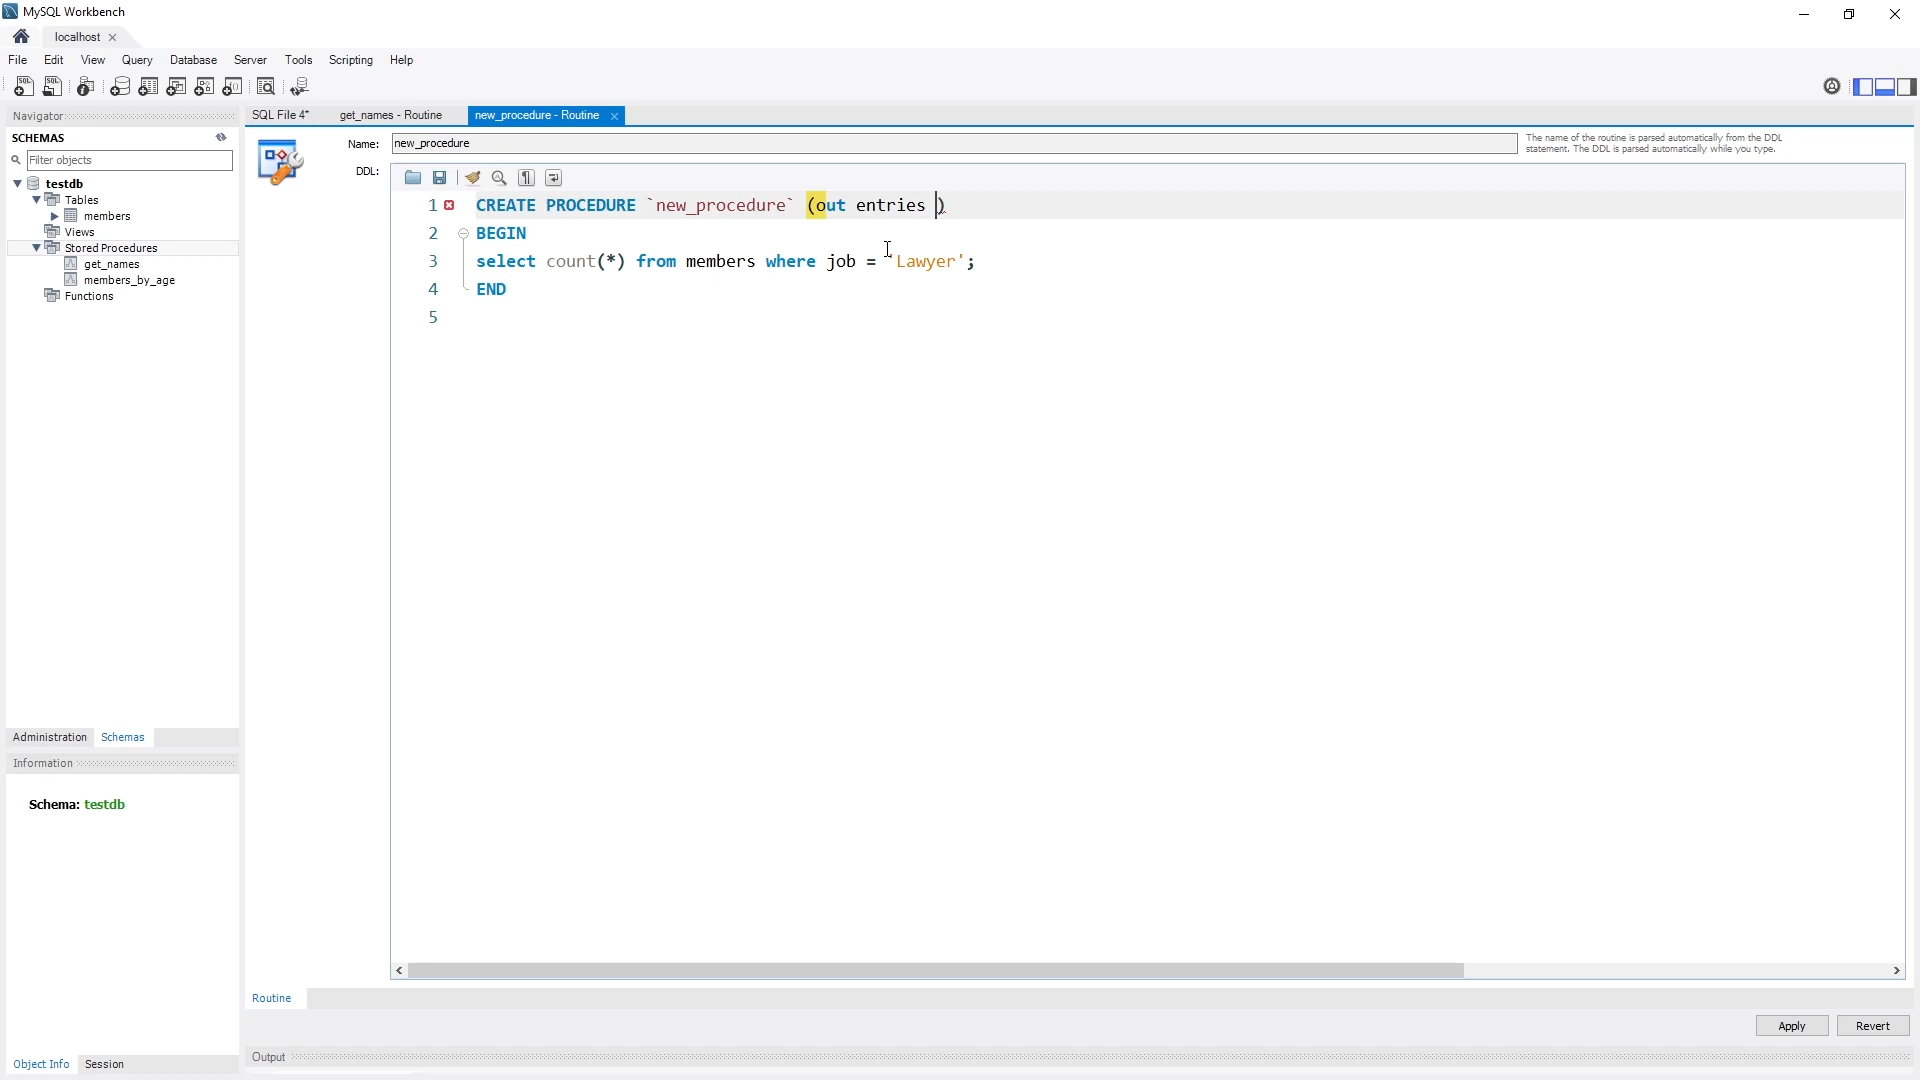 MySQL Workbench
localhost
File Edit View Query Database Server Tools Scripting Help
Navigator
SCHEMAS
Filter objects
testdb
Tables
members
Views
Stored Procedures
get_names
members_by_age
Functions
Administration Schemas
Information
Schema: testdb
Object Info Session
SQL File 4* get_names - Routine new_procedure - Routine
Name: new_procedure
The name of the routine is parsed automatically from the DDL
statement. The DDL is parsed automatically while you type.
DDL:
1 CREATE PROCEDURE `new_procedure` (out entries )
2 BEGIN
3 select count(*) from members where job = 'Lawyer';
4 END
5
Routine
Apply Revert
Output